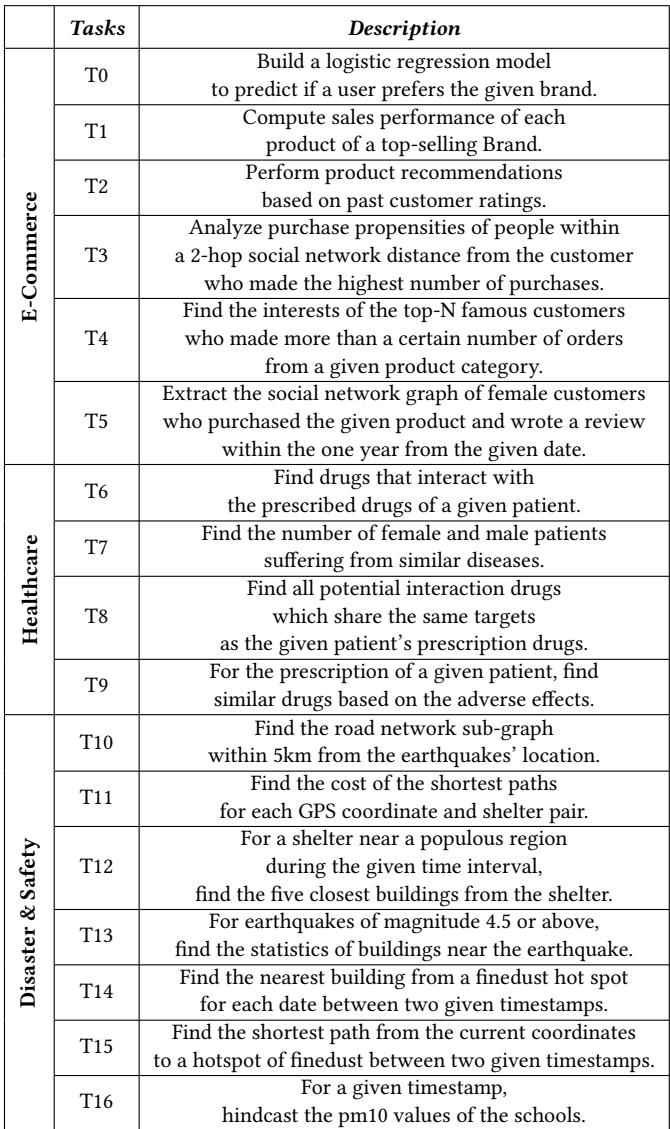 Tasks Description
E-Commerce
T0
Build a logistic regression model
to predict if a user prefers the given brand.
T1
Compute sales performance of each
product of a top-selling Brand.
T2
Perform product recommendations
based on past customer ratings.
T3
Analyze purchase propensities of people within
a 2-hop social network distance from the customer
who made the highest number of purchases.
T4
Find the interests of the top-N famous customers
who made more than a certain number of orders
from a given product category.
T5
Extract the social network graph of female customers
who purchased the given product and wrote a review
within the one year from the given date.
Healthcare
T6
Find drugs that interact with
the prescribed drugs of a given patient.
T7
Find the number of female and male patients
suffering from similar diseases.
T8
Find all potential interaction drugs
which share the same targets
as the given patient's prescription drugs.
T9
For the prescription of a given patient, find
similar drugs based on the adverse effects.
Disaster & Safety
T10
Find the road network sub-graph
within 5km from the earthquakes' location.
T11
Find the cost of the shortest paths
for each GPS coordinate and shelter pair.
T12
For a shelter near a populous region
during the given time interval,
find the five closest buildings from the shelter.
T13
For earthquakes of magnitude 4.5 or above,
find the statistics of buildings near the earthquake.
T14
Find the nearest building from a finedust hot spot
for each date between two given timestamps.
T15
Find the shortest path from the current coordinates
to a hotspot of finedust between two given timestamps.
T16
For a given timestamp,
hindcast the pm10 values of the schools.